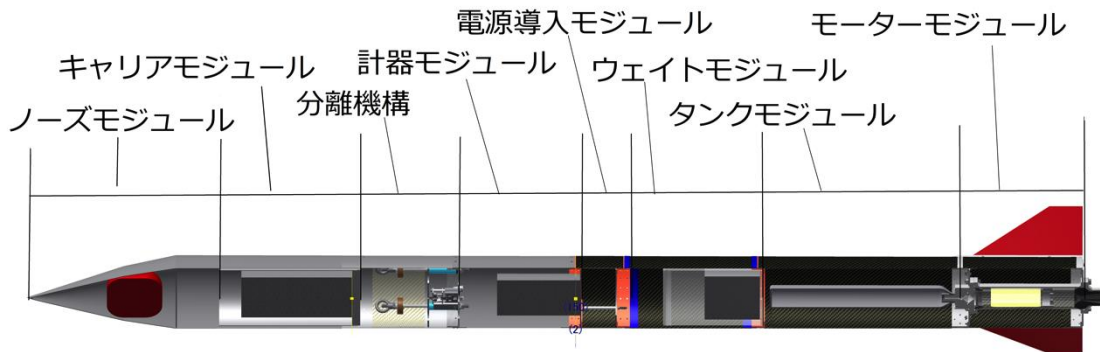 ノーズモジュール
キャリアモジュール
分離機構
計器モジュール
電源導入モジュール
ウェイトモジュール
タンクモジュール
モーターモジュール
(2)